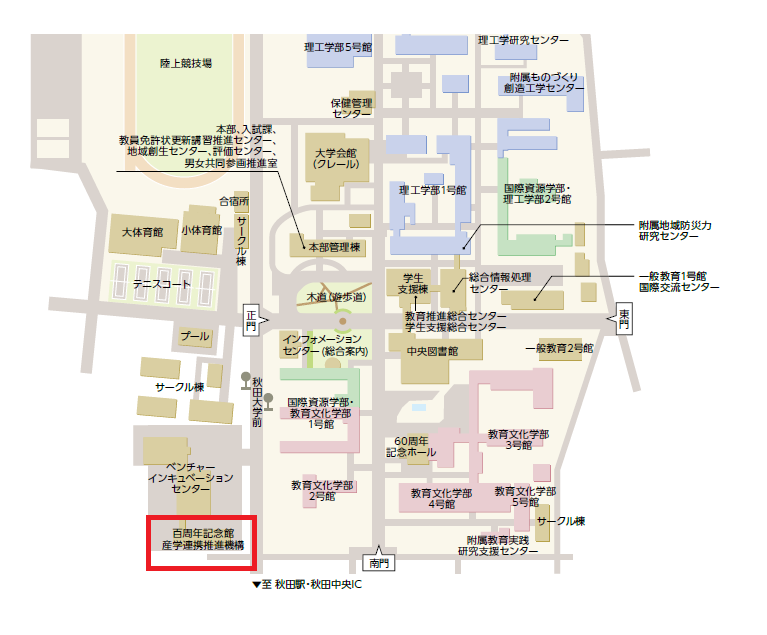 理工学部5号館
理工学研究センター
陸上競技場
附属ものづくり
創造工学センター
保健管理
センター
本部、入試課、
教員免許状更新講習推進センター、
地域創生センター、評価センター、
男女共同参画推進室
大学会館
(クレール)
理工学部1号館
国際資源学部・
理工学部2号館
合宿所
サークル棟
大体育館
小体育館
附属地域防災力
研究センター
本部管理棟
テニスコート
学生
支援棟
総合情報処理
センター
一般教育1号館
国際交流センター
木道(遊歩道)
正門
教育推進総合センター
学生支援総合センター
東門
プール
インフォメーション
センター(総合案内)
中央図書館
一般教育2号館
サークル棟
秋田大学前
国際資源学部・
教育文化学部
1号館
60周年
記念ホール
教育文化学部
3号館
ベンチャー
インキュベーション
センター
教育文化学部
2号館
教育文化学部
4号館
教育文化学部
5号館
サークル棟
百周年記念館
産学連携推進機構
附属教育実践
研究支援センター
南門
▼至 秋田駅・秋田中央IC